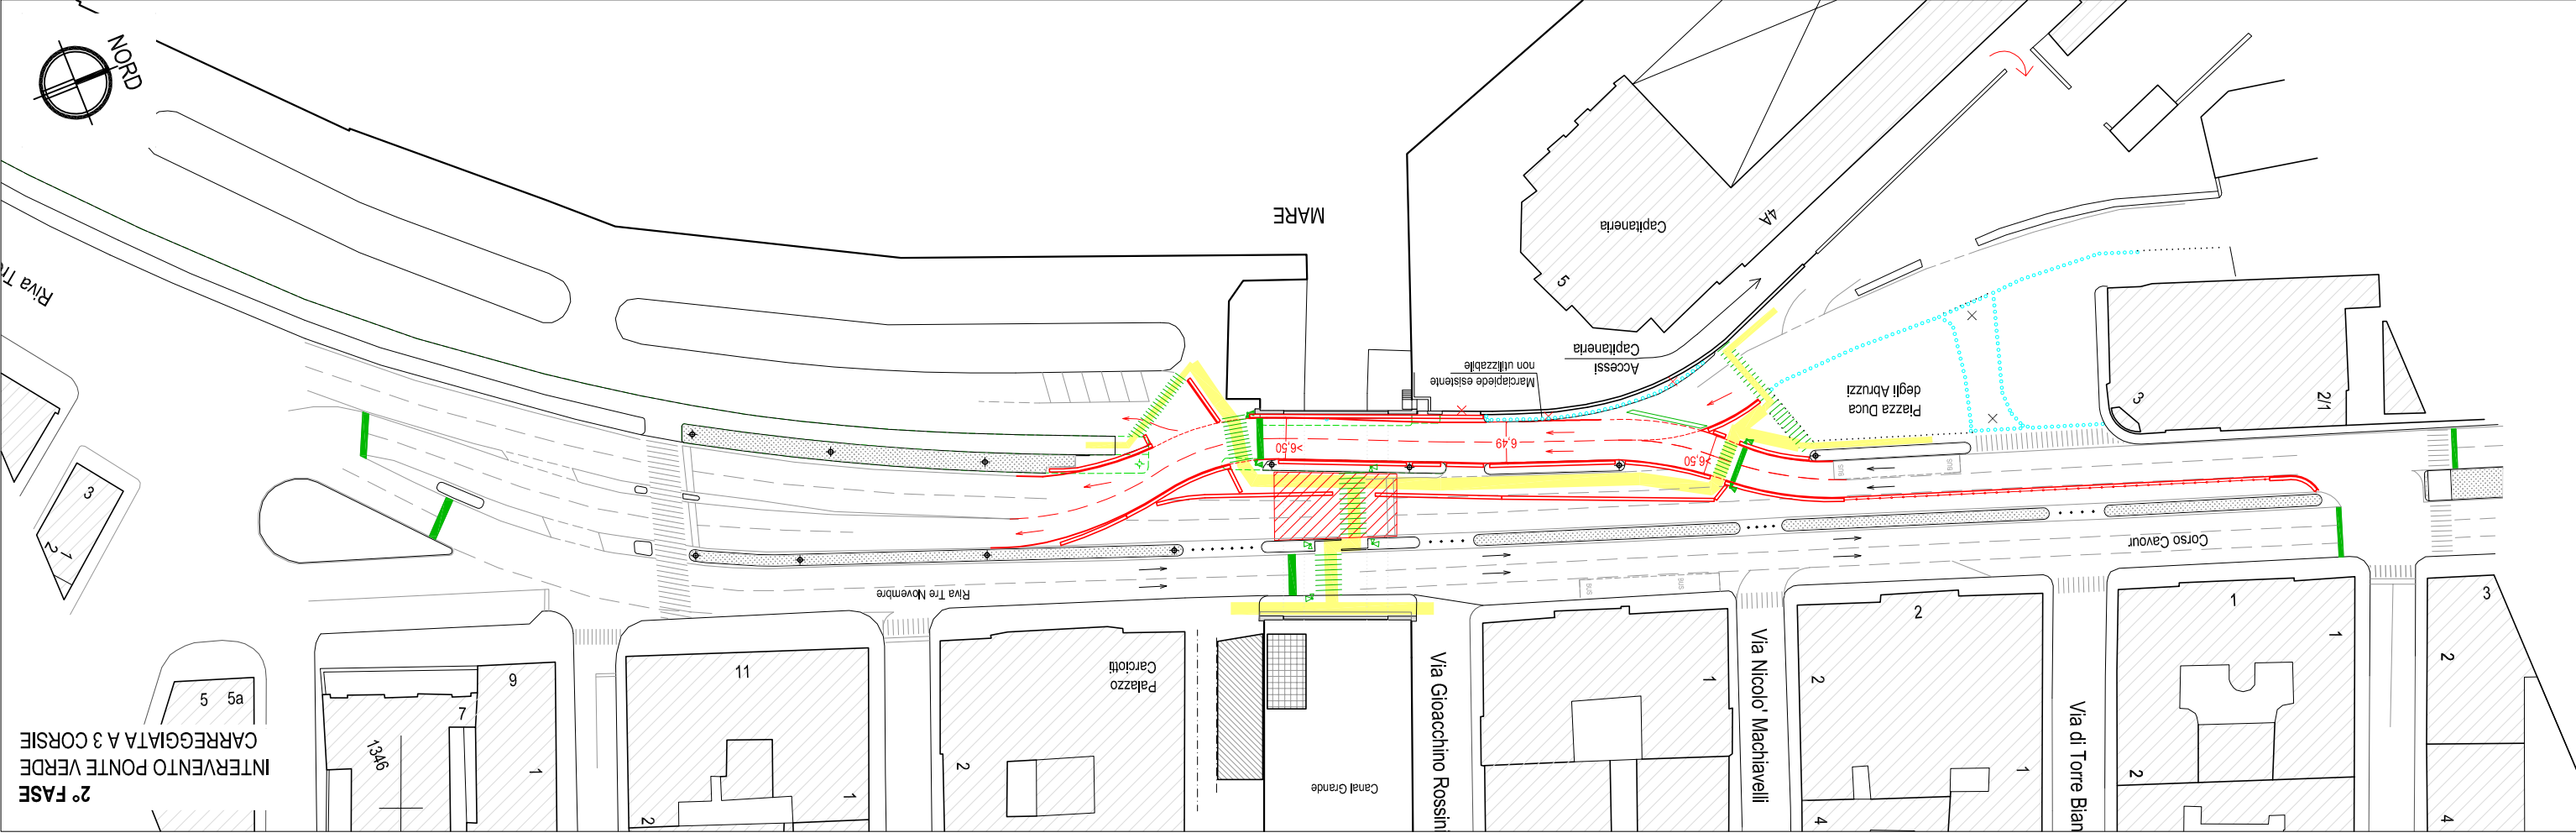 2° FASE
INTERVENTO PONTE VERDE
CARREGGIATA A 3 CORSIE
NORD
MARE
Capitaneria
4A
5
Accessi
Capitaneria
Marciapiede esistente
non utilizzabile
Piazza Duca
degli Abruzzi
3
2/1
>6,50
6,49
>6,50
BUS
BUS
BUS
BUS
Corso Cavour
Riva Tre Novembre
Riva Tre
3
1
2
5
5a
1346
7
9
1
11
2
1
2
Palazzo
Carciotti
Canal Grande
Via Gioacchino Rossini
1
Via Nicolo' Machiavelli
2
2
1
4
Via di Torre Bian
1
1
2
3
2
4